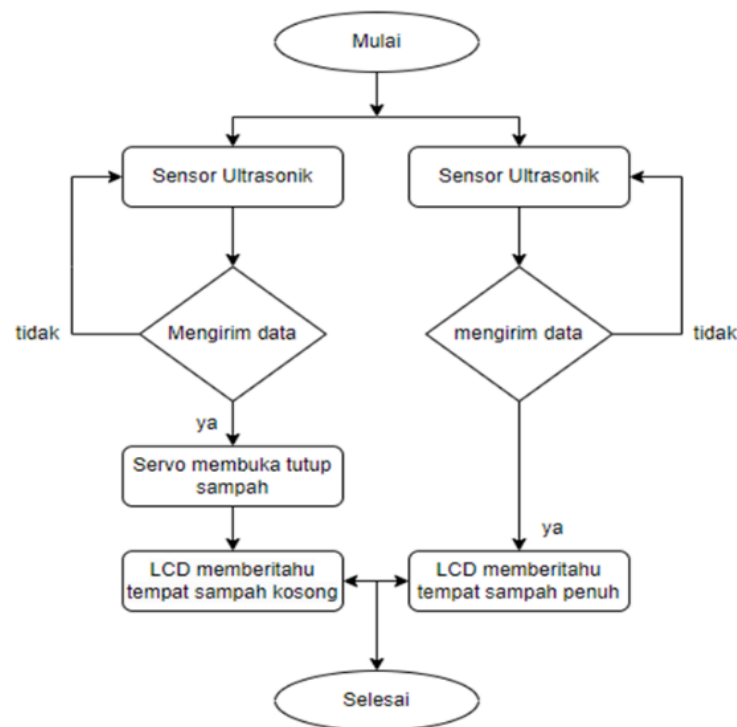 Mulai
Sensor Ultrasonik
Sensor Ultrasonik
tidak
Mengirim data
mengirim data
tidak
ya
Servo membuka tutup
sampah
ya
LCD memberitahu
tempat sampah kosong
LCD memberitahu
tempat sampah penuh
Selesai